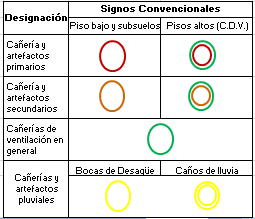 Designación
Signos Convencionales
Piso bajo y subsuelos
Pisos altos (C.D.V.)
Cañería y
artefactos
primarios
Cañería y
artefactos
secundarios
Cañerías de
ventilación en
general
Cañerías y
artefactos
pluviales
Bocas de Desagüe
Caños de lluvia